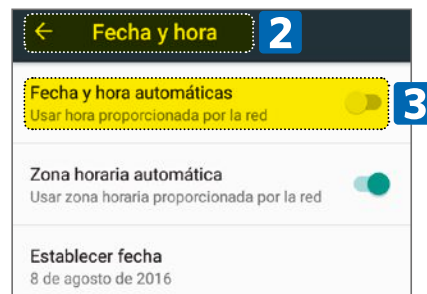 ← Fecha y hora 2
Fecha y hora automáticas
Usar hora proporcionada por la red
3
Zona horaria automática
Usar zona horaria proporcionada por la red
Establecer fecha
8 de agosto de 2016